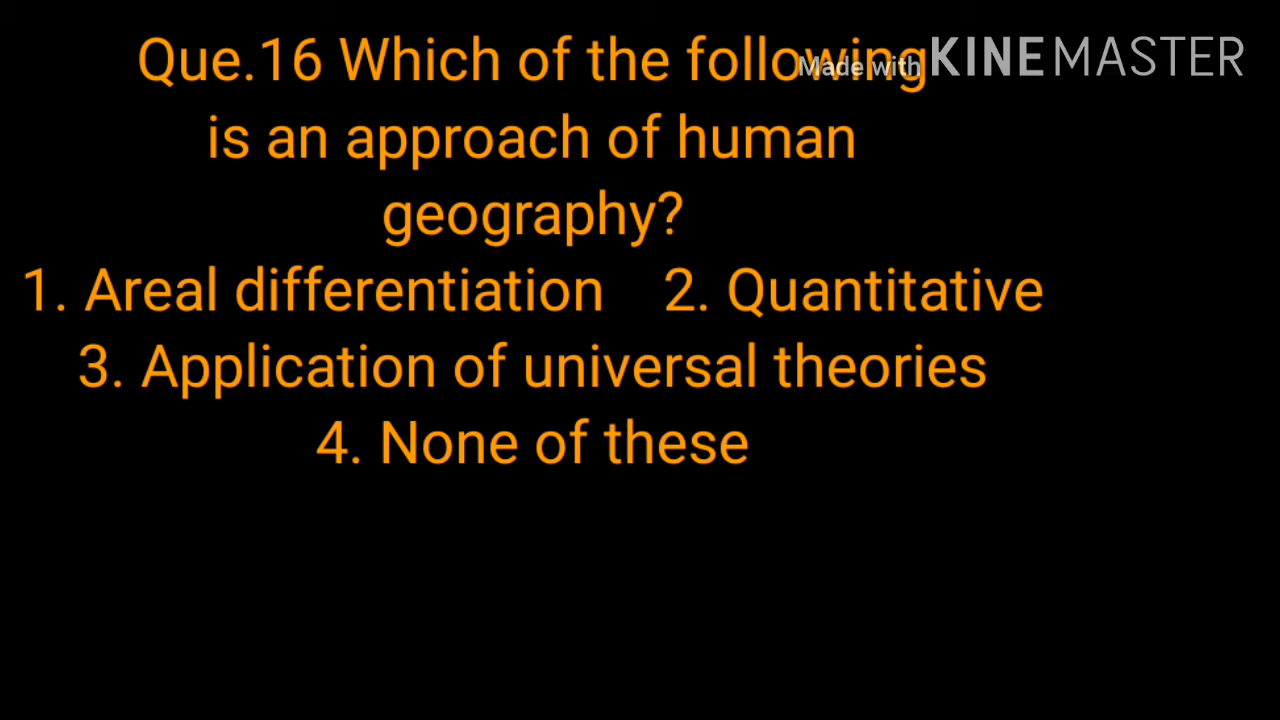 Que.16 Which of the following
Made with KINEMASTER
is an approach of human
geography?
1. Areal differentiation 2. Quantitative
3. Application of universal theories
4. None of these